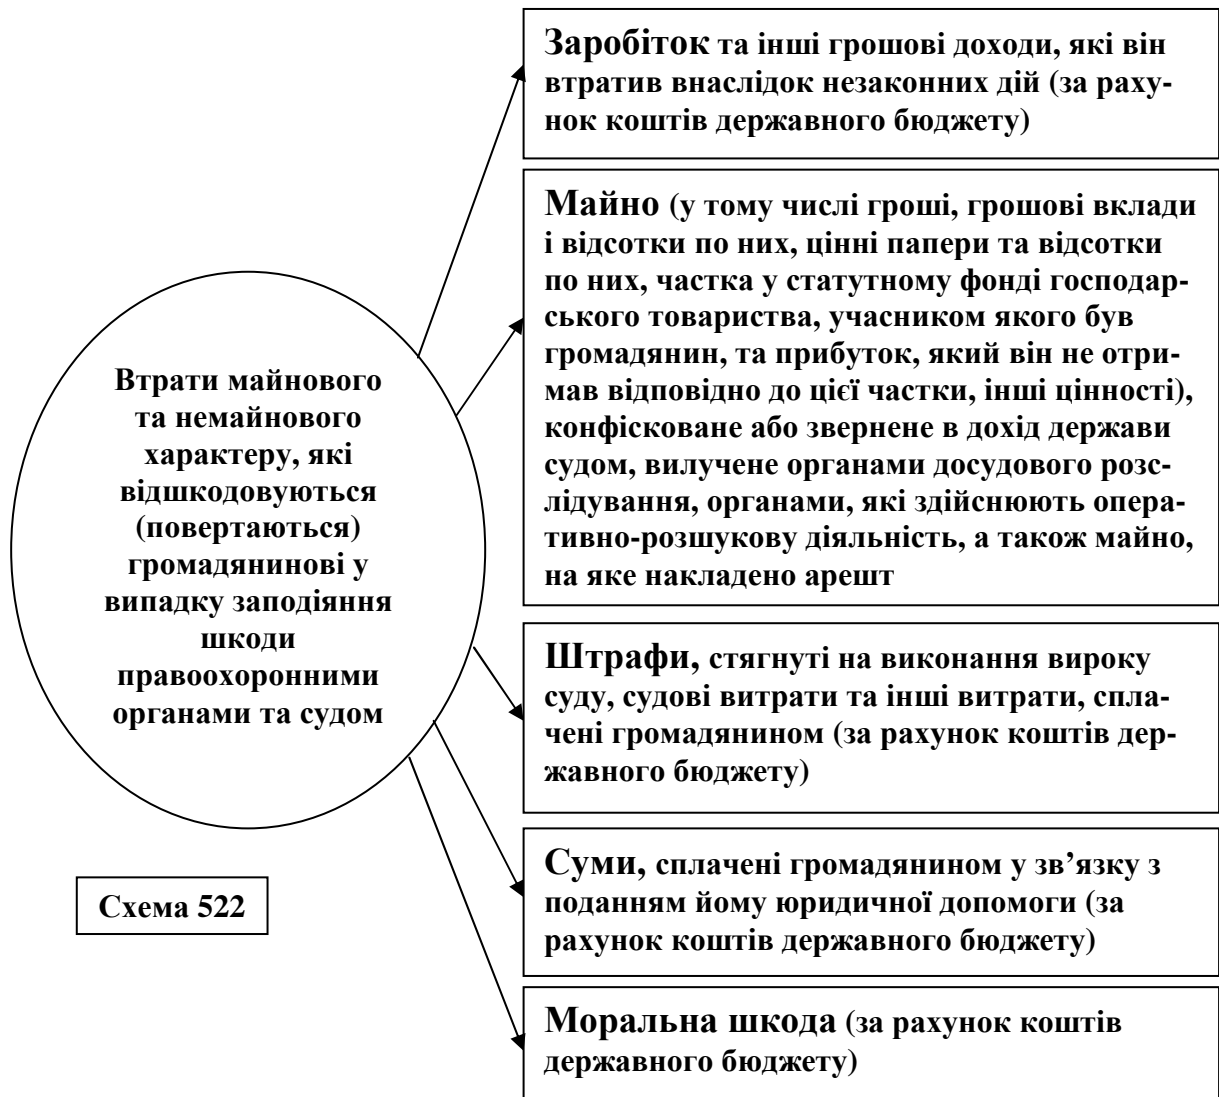 Заробіток та інші грошові доходи, які він
втратив внаслідок незаконних дій (за раху-
нок коштів державного бюджету)
Майно (у тому числі гроші, грошові вклади
і відсотки по них, цінні папери та відсотки
по них, частка у статутному фонді господар-
ського товариства, учасником якого був
громадянин, та прибуток, який він не отри-
мав відповідно до цієї частки, інші цінності),
конфісковане або звернене в дохід держави
судом, вилучене органами досудового розс-
лідування, органами, які здійснюють опера-
тивно-розшукову діяльність, а також майно,
на яке накладено арешт
Втрати майнового
та немайнового
характеру, які
відшкодовуються
(повертаються)
громадянинові у
випадку заподіяння
шкоди
правоохоронними
органами та судом
Штрафи, стягнуті на виконання вироку
суду, судові витрати та інші витрати, спла-
чені громадянином (за рахунок коштів дер-
жавного бюджету)
Суми, сплачені громадянином у зв’язку з
поданням йому юридичної допомоги (за
рахунок коштів державного бюджету)
Схема 522
Моральна шкода (за рахунок коштів
державного бюджету)